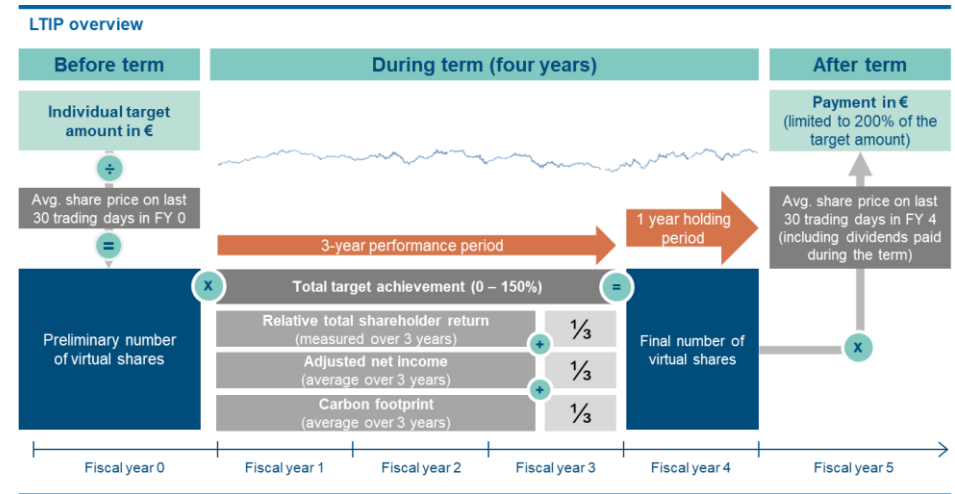 LTIP overview
Before term
During term (four years)
After term
Individual target
amount in €
÷
Avg. share price on last
30 trading days in FY 0
=
Preliminary number
of virtual shares
3-year performance period
1 year holding
period
x
Total target achievement (0 – 150%)
=
Relative total shareholder return
(measured over 3 years)
⅓
+
Adjusted net income
(average over 3 years)
⅓
+
Carbon footprint
(average over 3 years)
⅓
Final number of
virtual shares
Payment in €
(limited to 200% of the
target amount)
Avg. share price on last
30 trading days in FY 4
(including dividends paid
during the term)
x
Fiscal year 0
Fiscal year 1
Fiscal year 2
Fiscal year 3
Fiscal year 4
Fiscal year 5